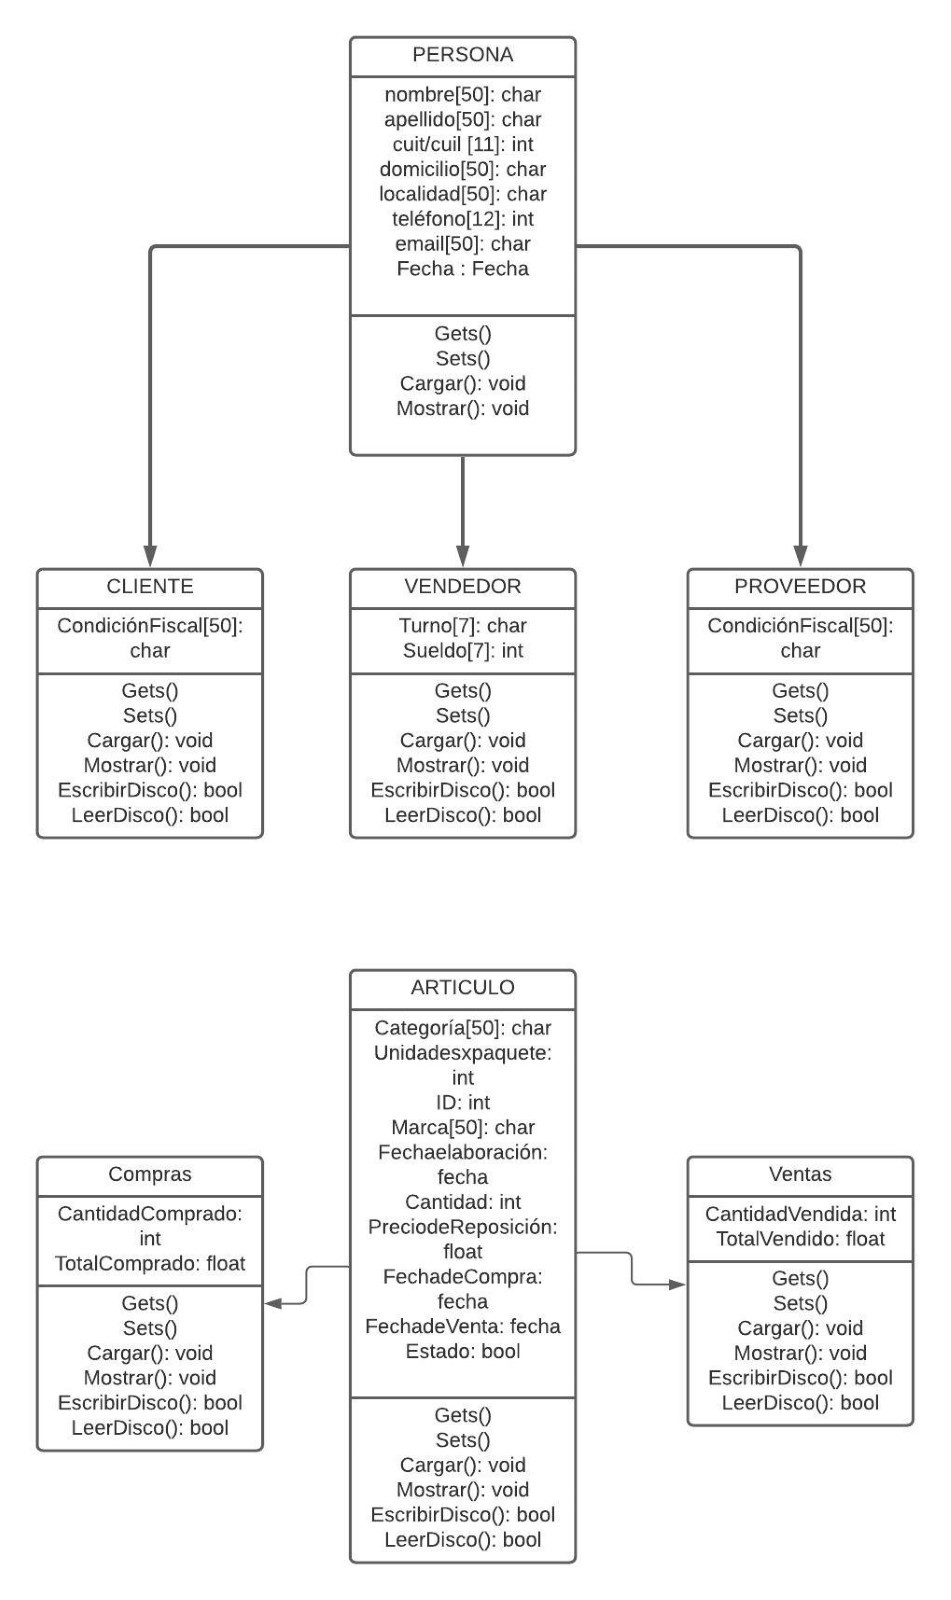 PERSONA
nombre[50]: char
apellido[50]: char
cuit/cuil [11]: int
domicilio[50]: char
localidad[50]: char
teléfono[12]: int
email[50]: char
Fecha : Fecha
Gets()
Sets()
Cargar(): void
Mostrar(): void
CLIENTE
CondiciónFiscal[50]:
char
Gets()
Sets()
Cargar(): void
Mostrar(): void
EscribirDisco(): bool
LeerDisco(): bool
VENDEDOR
Turno[7]: char
Sueldo[7]: int
Gets()
Sets()
Cargar(): void
Mostrar(): void
EscribirDisco(): bool
LeerDisco(): bool
PROVEEDOR
CondiciónFiscal[50]:
char
Gets()
Sets()
Cargar(): void
Mostrar(): void
EscribirDisco(): bool
LeerDisco(): bool
ARTICULO
Categoría[50]: char
Unidadesxpaquete:
int
ID: int
Marca[50]: char
Fechaelaboración:
fecha
Cantidad: int
PreciodeReposición:
float
FechadeCompra:
fecha
FechadeVenta: fecha
Estado: bool
Gets()
Sets()
Cargar(): void
Mostrar(): void
EscribirDisco(): bool
LeerDisco(): bool
Compras
CantidadComprado:
int
TotalComprado: float
Gets()
Sets()
Cargar(): void
Mostrar(): void
EscribirDisco(): bool
LeerDisco(): bool
Ventas
CantidadVendida: int
TotalVendido: float
Gets()
Sets()
Cargar(): void
Mostrar(): void
EscribirDisco(): bool
LeerDisco(): bool